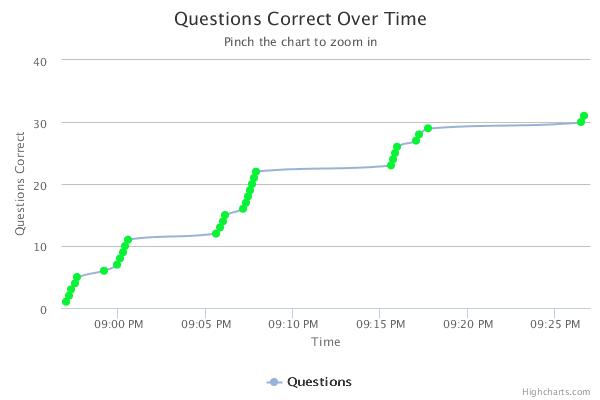 Questions Correct Over Time
Pinch the chart to zoom in
Questions Correct
40
30
20
10
0
09:00 PM 09:05 PM 09:10 PM 09:15 PM 09:20 PM 09:25 PM
Time
Questions
Highcharts.com